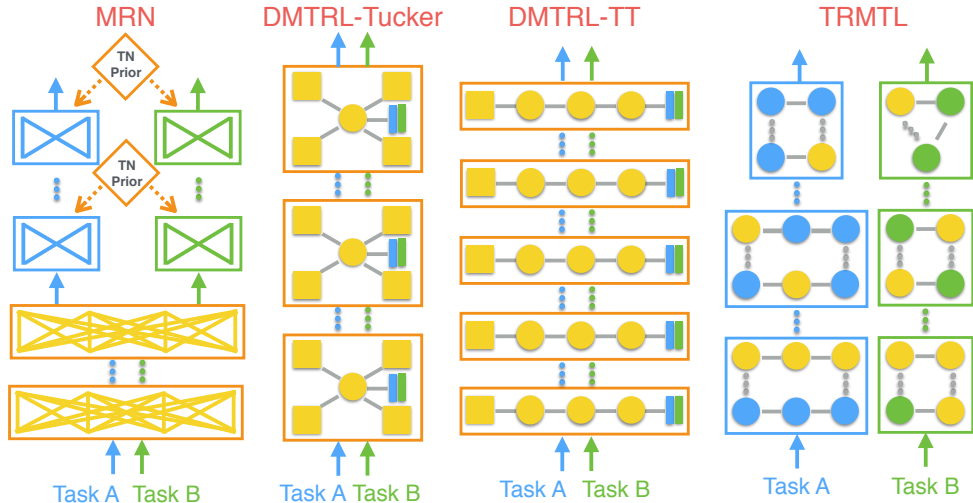 MRN
DMTRL-Tucker
DMTRL-TT
TRMTL
TN
Prior
TN
Prior
Task A
Task B
Task A
Task B
Task A
Task B
Task A
Task B